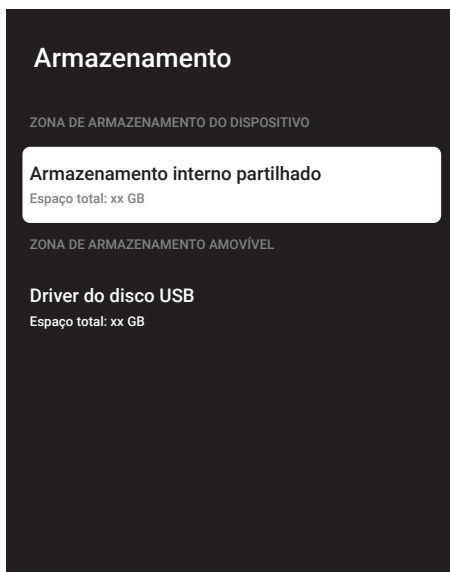 Armazenamento
ZONA DE ARMAZENAMENTO DO DISPOSITIVO
Armazenamento interno partilhado
Espaço total: xx GB
ZONA DE ARMAZENAMENTO AMOVÍVEL
Driver do disco USB
Espaço total: xx GB